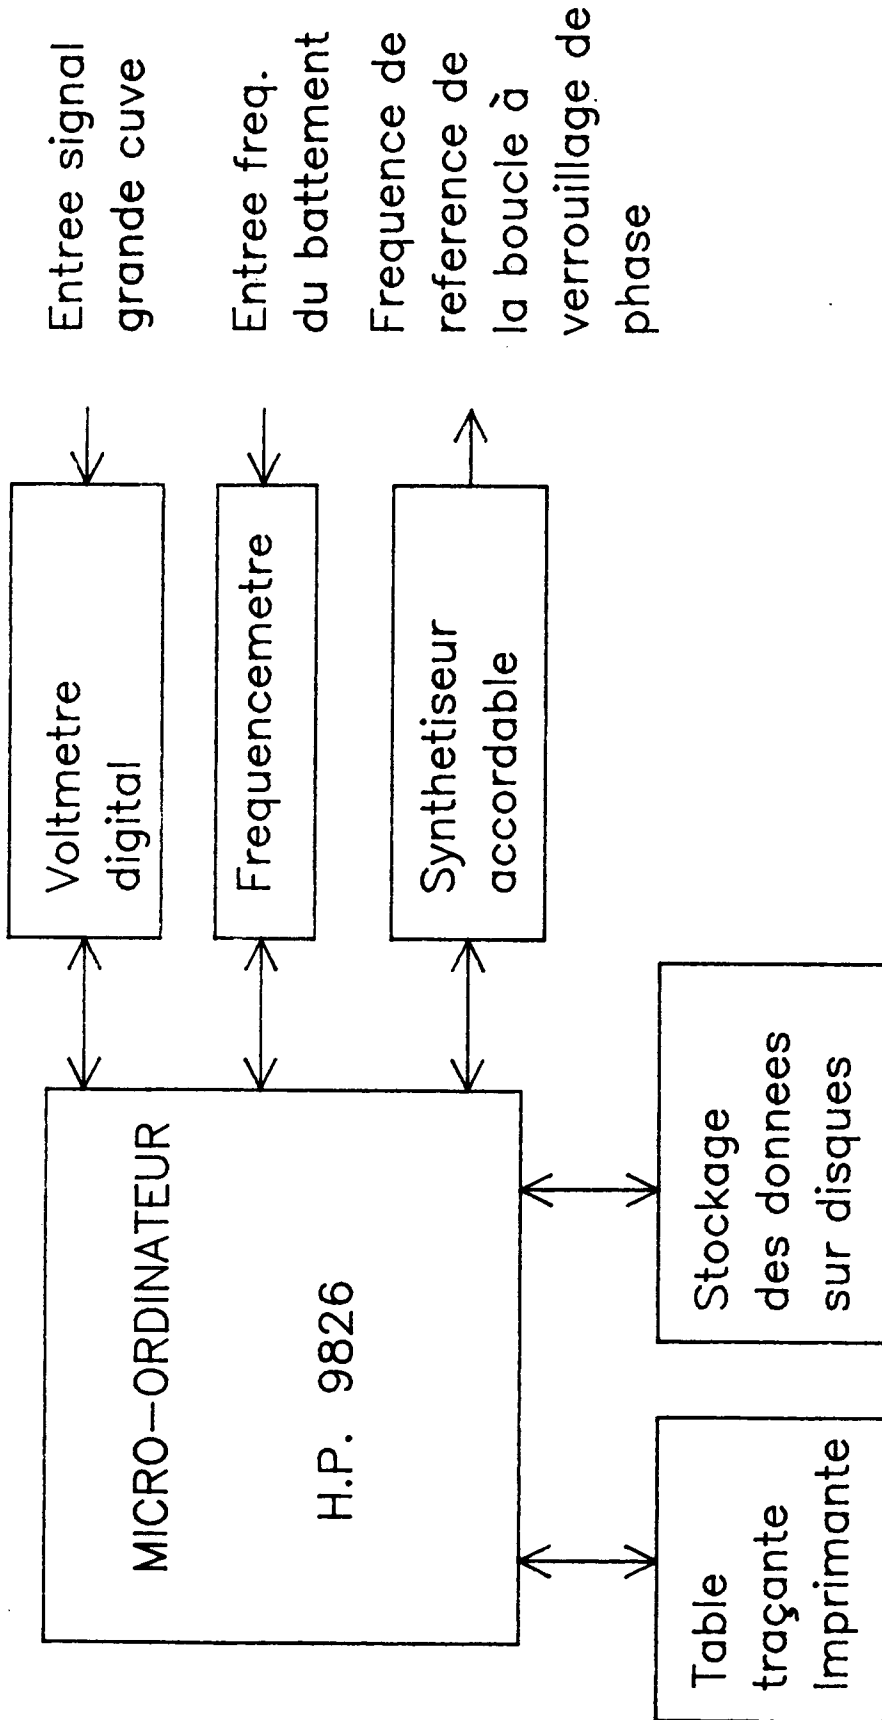 MICRO-ORDINATEUR
H.P. 9826
Voltmetre
digital
Entree signal
grande cuve
Frequencemetre
Entree freq.
du battement
Synthetiseur
accordable
Frequence de
reference de
la boucle à
verrouillage de
phase
Table
traçante
Imprimante
Stockage
des donnees
sur disques